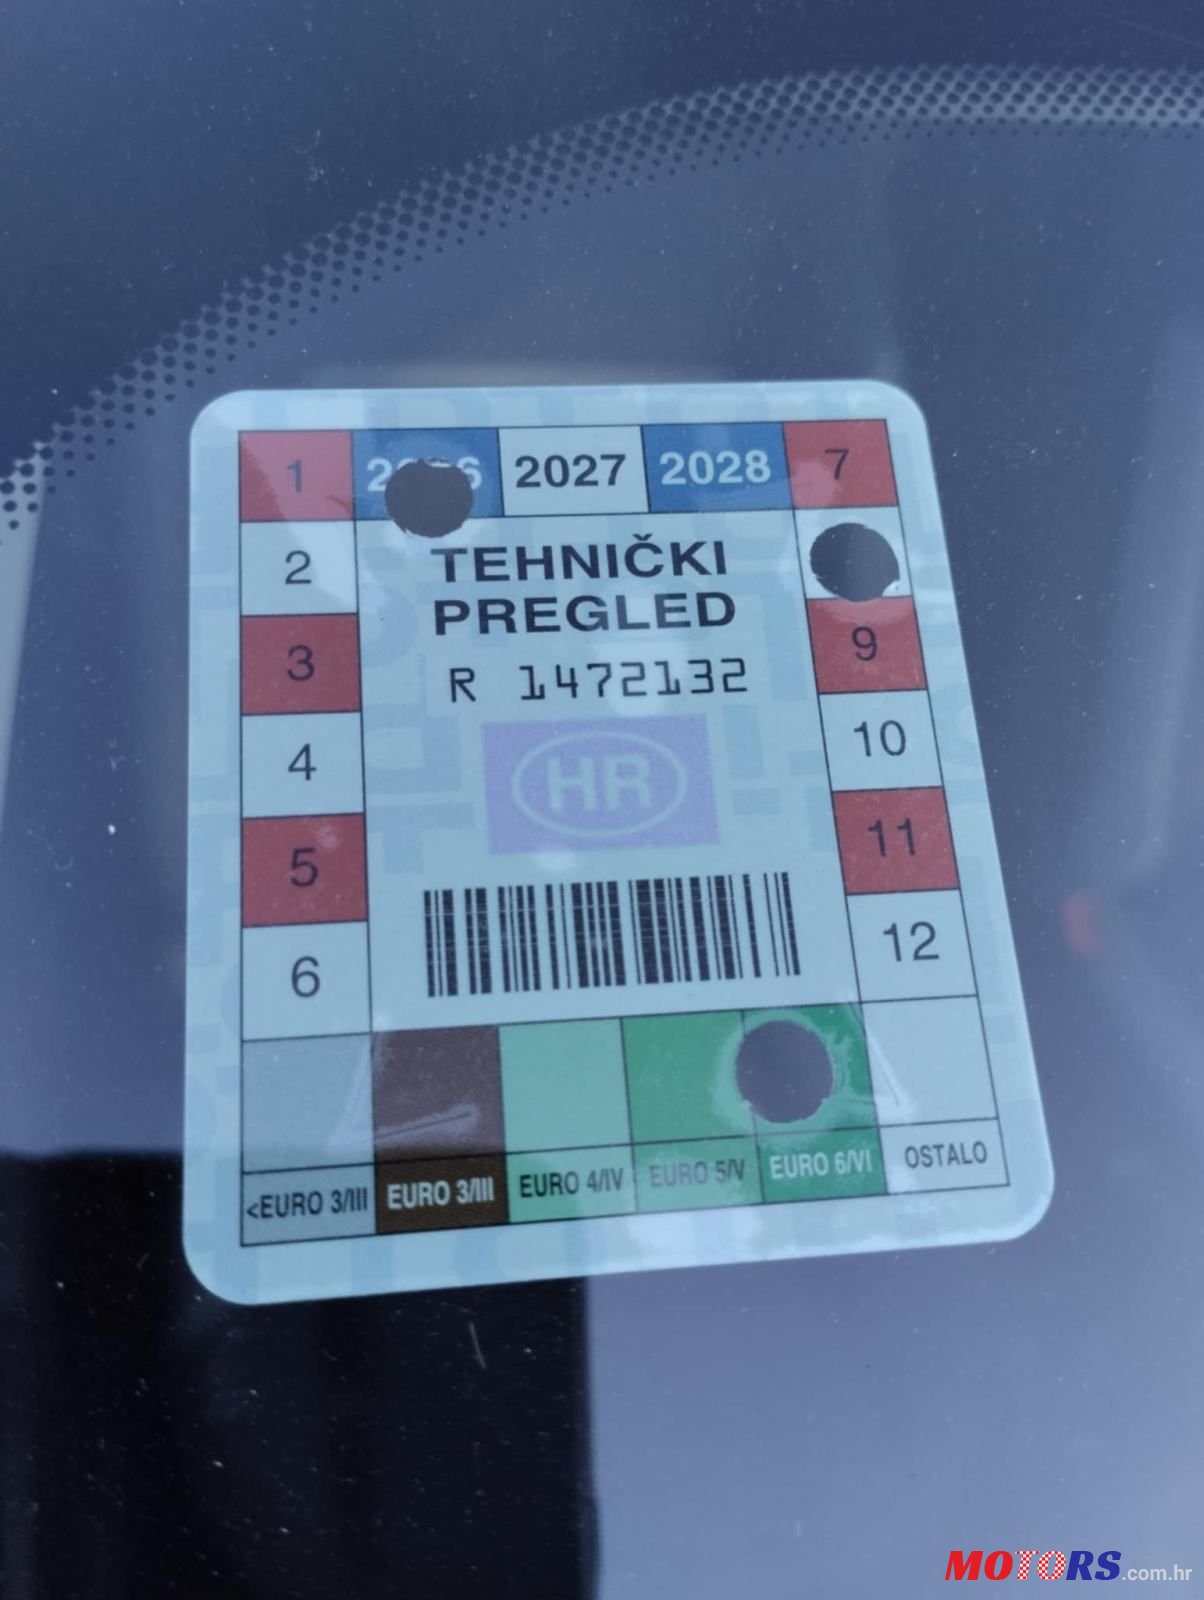 1 2026 2027 2028 7
2
3
4
5
6
TEHNIČKI
PREGLED
R 1472132
HR
9
10
11
12
<EURO 3/III EURO 3/III EURO 4/IV EURO 5/V EURO 6/VI OSTALO
MOTORS.com.hr